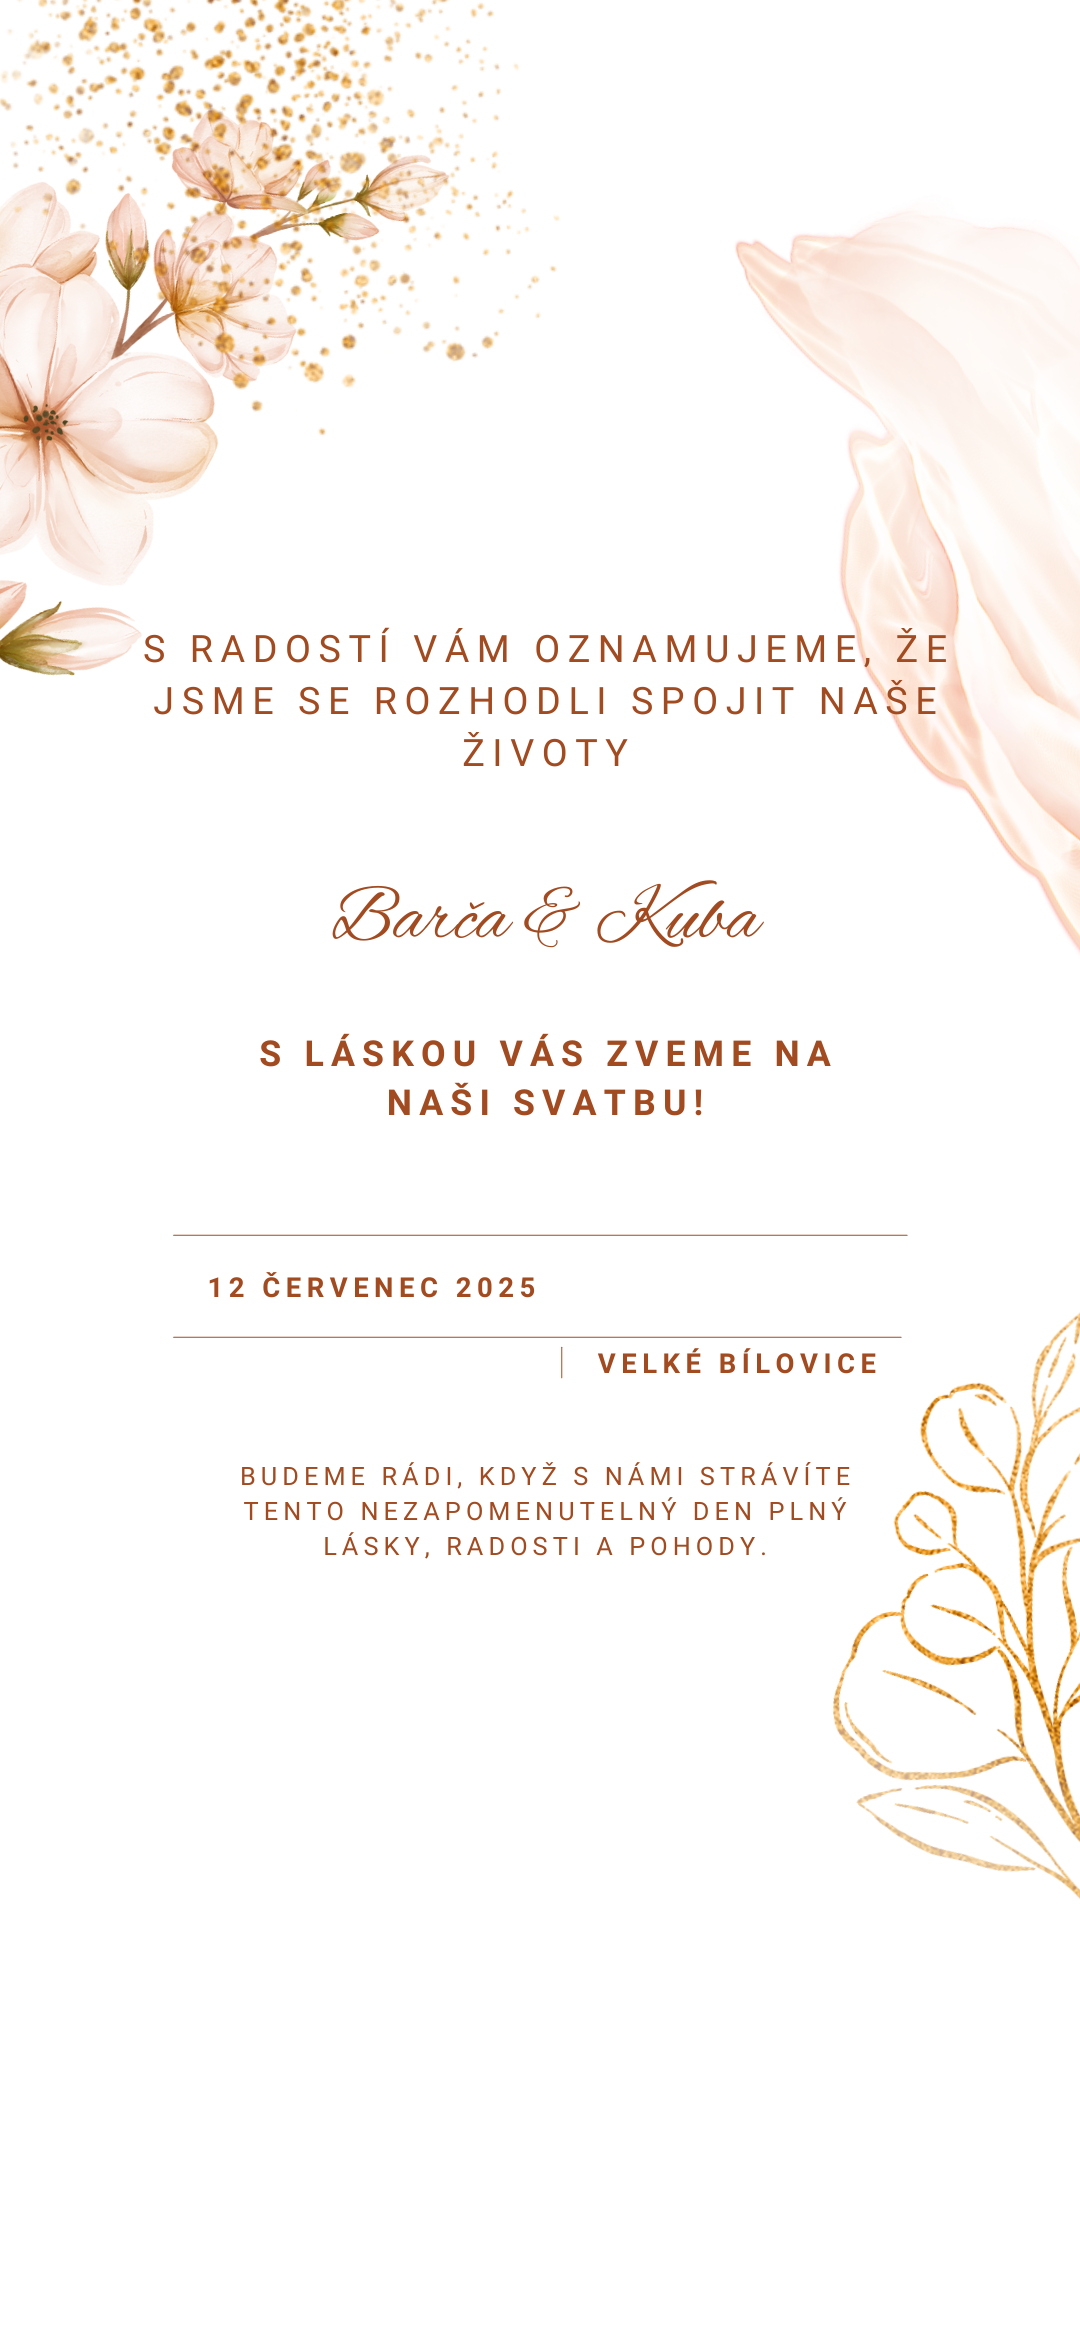 S RADOSTÍ VÁM OZNAMUJEME, ŽE
JSME SE ROZHODLI SPOJIT NAŠE
ŽIVOTY
Barča & Kuba
S LÁSKOU VÁS ZVEME NA
NAŠI SVATBU!
12 ČERVENEC 2025
VELKÉ BÍLOVICE
BUDEME RÁDI, KDYŽ S NÁMI STRÁVÍTE
TENTO NEZAPOMENUTELNÝ DEN PLNÝ
LÁSKY, RADOSTI A POHODY.